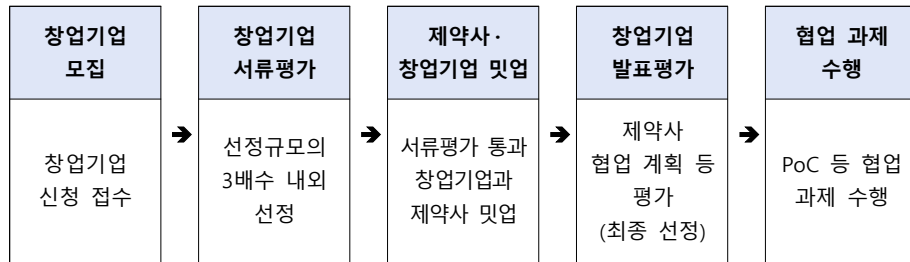 창업기업
모집
창업기업
신청 접수
➔
창업기업
서류평가
선정규모의
3배수 내외
선정
➔
제약사·
창업기업 밋업
서류평가 통과
창업기업과
제약사 밋업
➔
창업기업
발표평가
제약사
협업 계획 등
평가
(최종 선정)
➔
협업 과제
수행
PoC 등 협업
과제 수행